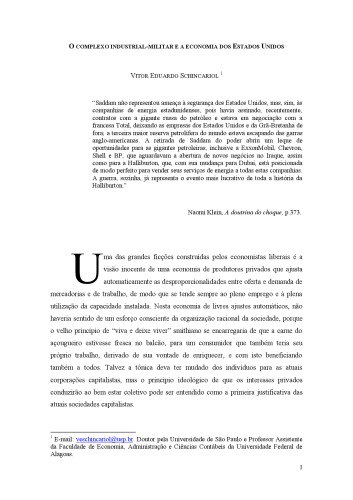 O COMPLEXO INDUSTRIAL-MILITAR E A ECONOMIA DOS ESTADOS UNIDOS
VITOR EDUARDO SCHINCARIOL 1
“Saddam não representou ameaça à segurança dos Estados Unidos, mas, sim, às
companhias de energia estadunidenses, pois havia assinado, recentemente,
contratos com a gigante russa do petróleo e estava em negociação com a
francesa Total, deixando as empresas dos Estados Unidos e da Grã-Bretanha de
fora; a terceira maior reserva petrolífera do mundo estava escapando das garras
anglo-americanas. A retirada de Saddam do poder abriu um leque de
oportunidades para as gigantes petroleiras, inclusive a ExxonMobil, Chevron,
Shell e BP, que aguardavam a abertura de novos negócios no Iraque, assim
como para a Halliburton, que, com sua mudança para Dubai, está posicionada
de modo perfeito para vender seus serviços de energia a todas estas companhias.
A guerra, sozinha, já representa o evento mais lucrativo de toda a história da
Halliburton.”
Naomi Klein, A doutrina do choque, p.373.
Uma das grandes ficções construídas pelos economistas liberais é a
visão inocente de uma economia de produtores privados que ajusta
automaticamente as desproporcionalidades entre oferta e demanda de
mercadorias e de trabalho, de modo que se tende sempre ao pleno emprego e à plena
utilização da capacidade instalada. Nesta economia de livres ajustes automáticos, não
haveria sentido de um esforço consciente da organização racional da sociedade, porque
o velho princípio de “viva e deixe viver” smithiano se encarregaria de que a carne do
açougueiro estivesse fresca no balcão, para um consumidor que também teria seu
próprio trabalho, derivado de sua vontade de enriquecer, e com isto beneficiando
também a todos. Talvez a tônica deva ter mudado dos indivíduos para as atuais
corporações capitalistas, mas o princípio ideológico de que os interesses privados
conduzirão ao bem estar coletivo pode ser entendido como a primeira justificativa das
atuais sociedades capitalistas.
1 E-mail: veschincariol@uep.br. Doutor pela Universidade de São Paulo e Professor Assistente
da Faculdade de Economia, Administração e Ciências Contábeis da Universidade Federal de
Alagoas.
1